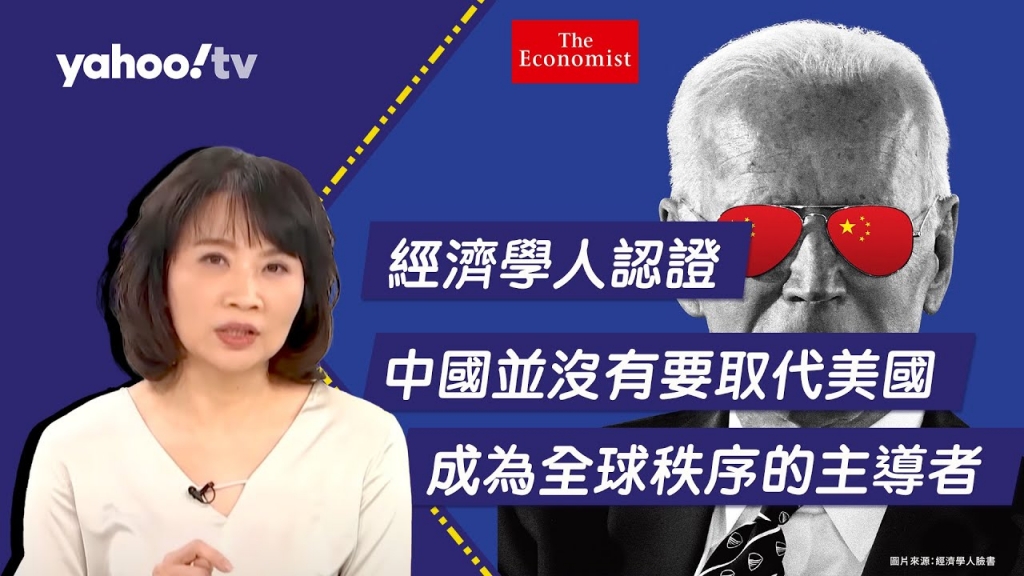 yahoo!tv
The
Economist
經濟學人認證
中國並沒有要取代美國
成為全球秩序的主導者
圖片來源:經濟學人臉書